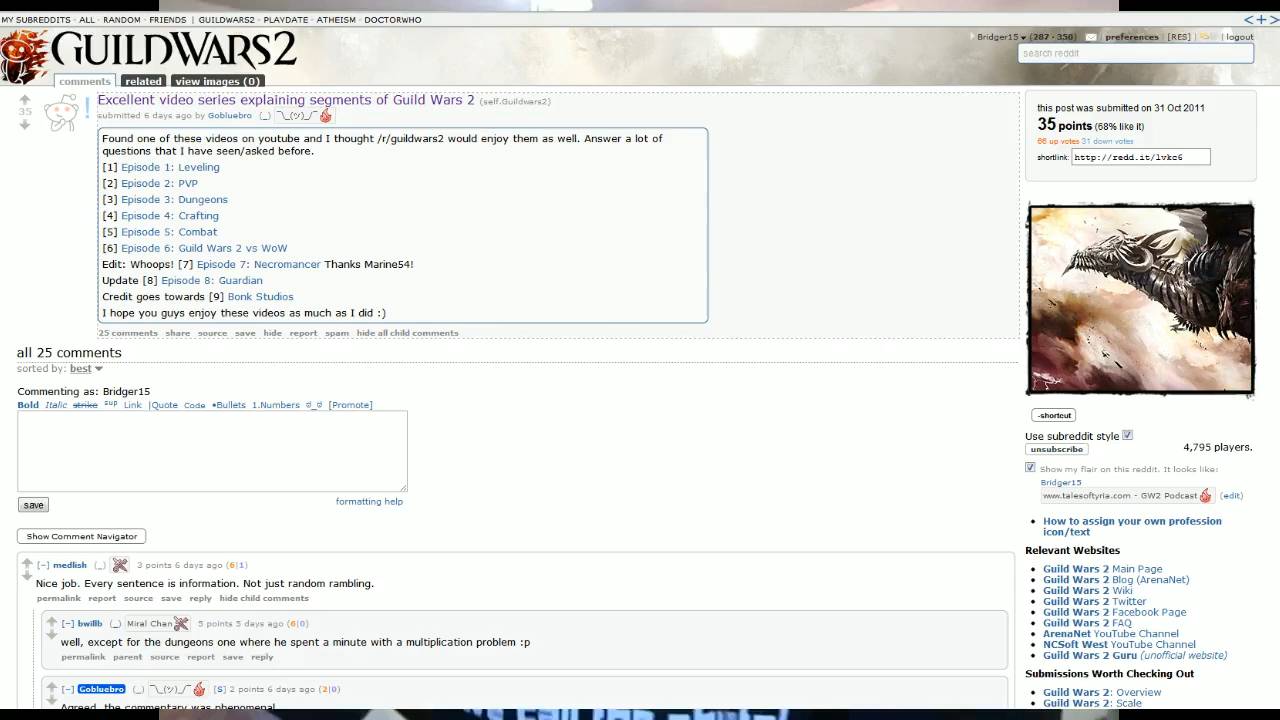 MY SUBREDDITS - ALL - RANDOM - FRIENDS | GUILDWARS2 - PLAYDATE - ATHEISM - DOCTORWHO
<+>
GUILDWARS2
Bridger15 (287 · 350) | preferences | [RES] | logout
search reddit
comments related view images (0)
35
Excellent video series explaining segments of Guild Wars 2 (self.Guildwars2)
submitted 6 days ago by Gobluebro (_) ¯\_(ツ)_/¯
Found one of these videos on youtube and I thought /r/guildwars2 would enjoy them as well. Answer a lot of
questions that I have seen/asked before.
[1] Episode 1: Leveling
[2] Episode 2: PVP
[3] Episode 3: Dungeons
[4] Episode 4: Crafting
[5] Episode 5: Combat
[6] Episode 6: Guild Wars 2 vs WoW
Edit: Whoops! [7] Episode 7: Necromancer Thanks Marine54!
Update [8] Episode 8: Guardian
Credit goes towards [9] Bonk Studios
I hope you guys enjoy these videos as much as I did :)
25 comments share source save hide report spam hide all child comments
all 25 comments
sorted by: best
Commenting as: Bridger15
Bold Italic strike sup Link |Quote Code •Bullets 1.Numbers ಠ_ಠ [Promote]
formatting help
save
Show Comment Navigator
[–] medlish (_) 3 points 6 days ago (6|1)
Nice job. Every sentence is information. Not just random rambling.
permalink report source save reply hide child comments
[–] bwillb (_) Miral Chan 5 points 5 days ago (6|0)
well, except for the dungeons one where he spent a minute with a multiplication problem :p
permalink parent source report save reply
[–] Gobluebro (_) ¯\_(ツ)_/¯ [S] 2 points 6 days ago (2|0)
Agreed, the commentary was phenomenal
this post was submitted on 31 Oct 2011
35 points (68% like it)
66 up votes 31 down votes
shortlink: http://redd.it/lvkc6
-shortcut
Use subreddit style
unsubscribe 4,795 players.
Show my flair on this reddit. It looks like:
Bridger15
www.talesoftyria.com - GW2 Podcast (edit)
• How to assign your own profession
icon/text
Relevant Websites
• Guild Wars 2 Main Page
• Guild Wars 2 Blog (ArenaNet)
• Guild Wars 2 Wiki
• Guild Wars 2 Twitter
• Guild Wars 2 Facebook Page
• Guild Wars 2 FAQ
• ArenaNet YouTube Channel
• NCSoft West YouTube Channel
• Guild Wars 2 Guru (unofficial website)
Submissions Worth Checking Out
• Guild Wars 2: Overview
• Guild Wars 2: Scale